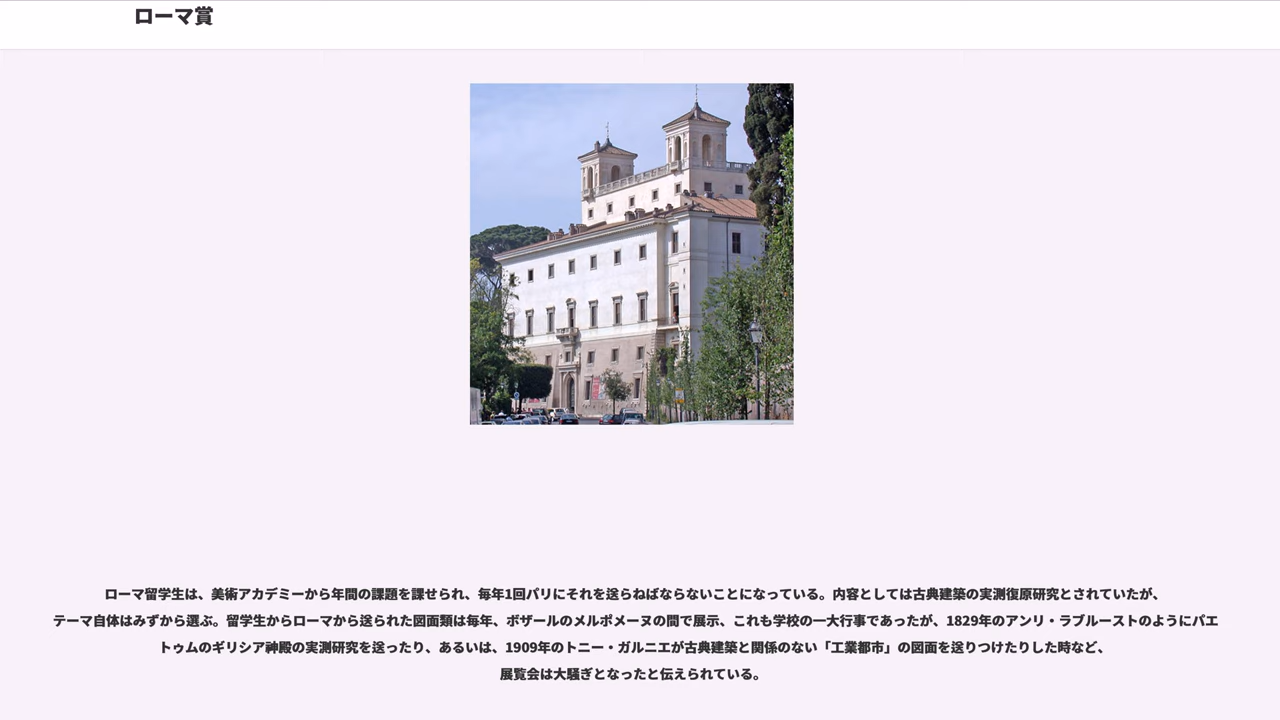 ローマ賞
ローマ留学生は、美術アカデミーから年間の課題を課せられ、毎年1回パリにそれを送らねばならないことになっている。内容としては古典建築の実測復原研究とされていたが、
テーマ自体はみずから選ぶ。留学生からローマから送られた図面類は毎年、ボザールのメルポメーヌの間で展示、これも学校の一大行事であったが、1829年のアンリ・ラブルーストのようにパエ
トゥムのギリシア神殿の実測研究を送ったり、あるいは、1909年のトニー・ガルニエが古典建築と関係のない「工業都市」の図面を送りつけたりした時など、
展覧会は大騒ぎとなったと伝えられている。